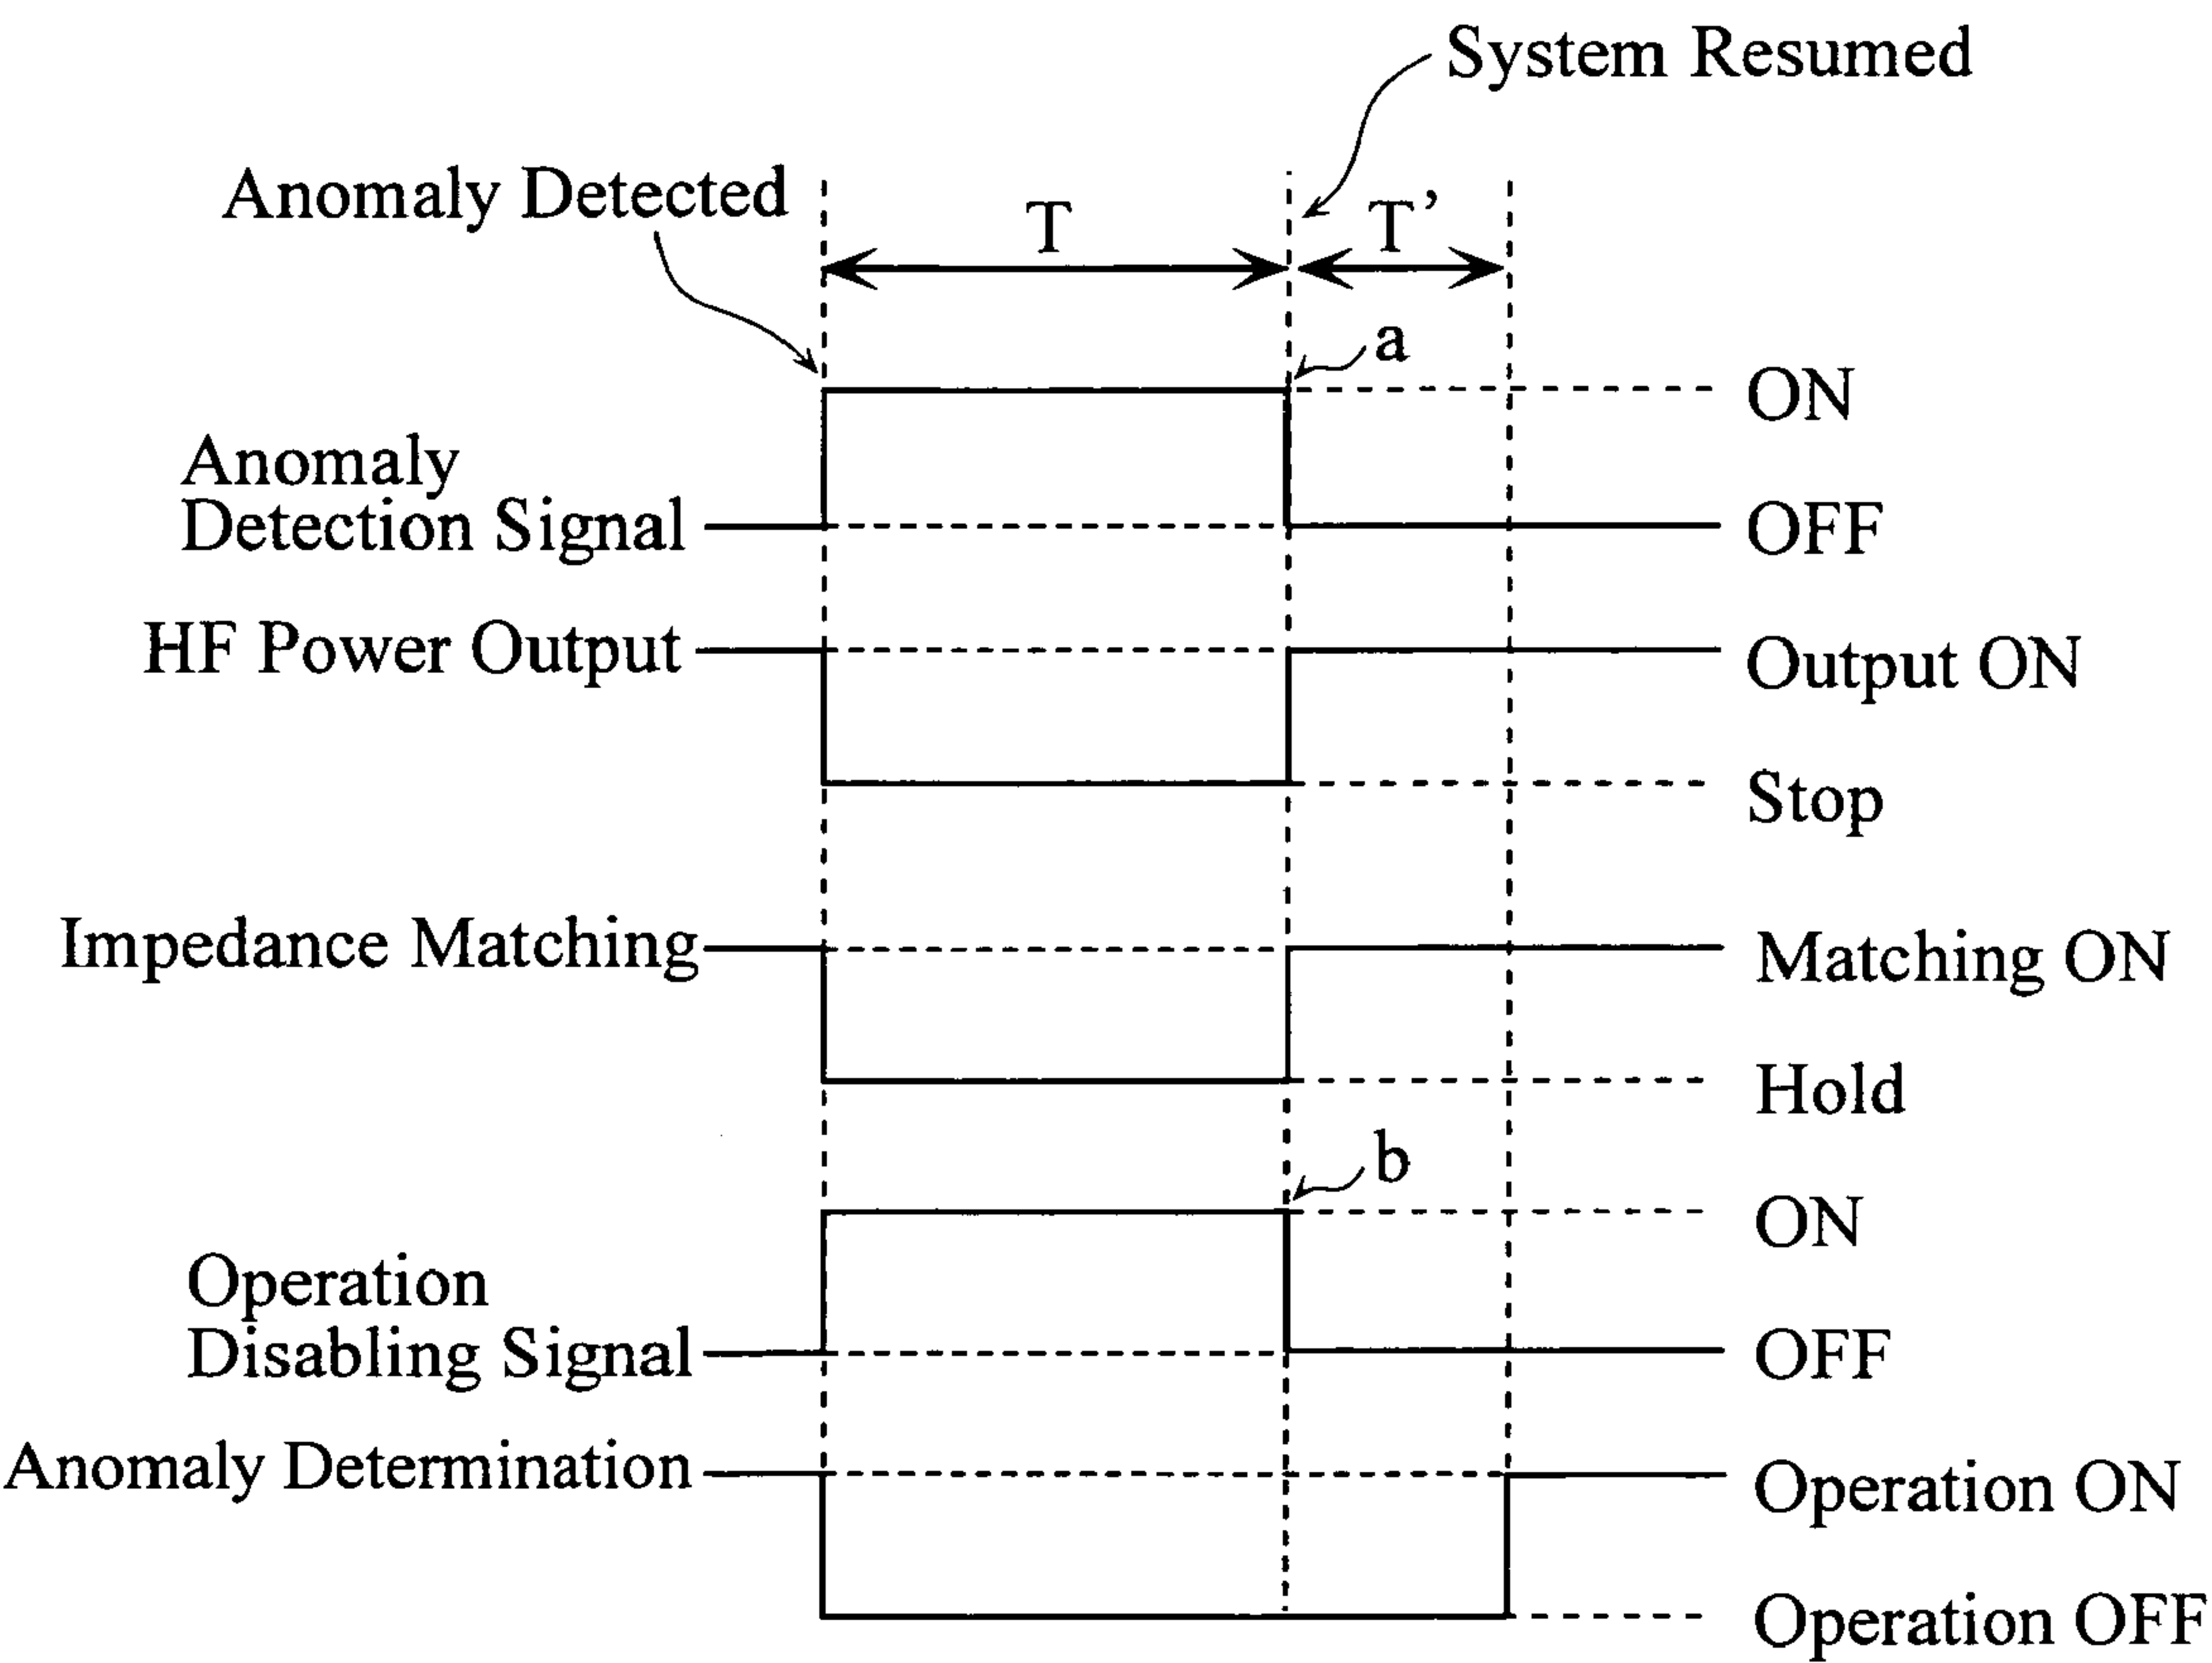 System Resumed
Anomaly Detected
T
T'
a
ON
Anomaly
Detection Signal
OFF
HF Power Output
Output ON
Stop
Impedance Matching
Matching ON
Hold
b
ON
Operation
Disabling Signal
OFF
Anomaly Determination
Operation ON
Operation OFF